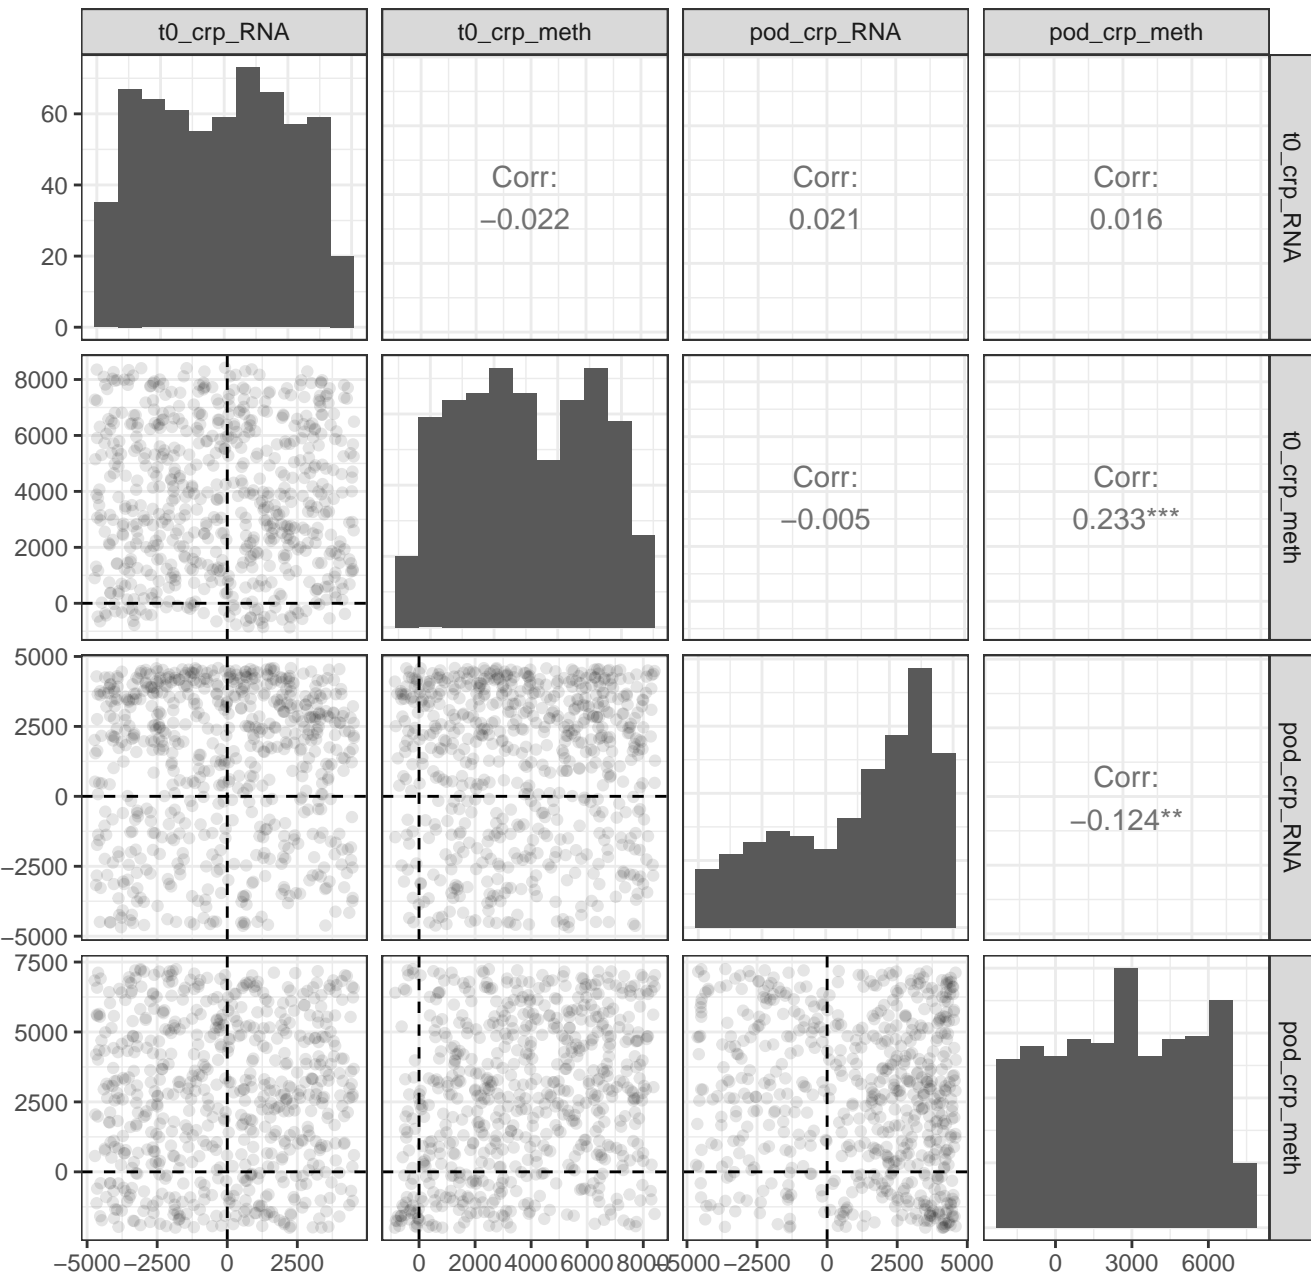 t0_crp_RNA
t0_crp_meth
pod_crp_RNA
pod_crp_meth
60
40
20
0
Corr:
−0.022
Corr:
0.021
Corr:
0.016
t0_crp_RNA
8000
6000
4000
2000
0
Corr:
−0.005
Corr:
0.233***
t0_crp_meth
5000
2500
0
−2500
−5000
Corr:
−0.124**
pod_crp_RNA
7500
5000
2500
0
pod_crp_meth
−5000 −2500 0 2500
0 2000 4000 6000 8000
−5000 −2500 0 2500 5000
0 3000 6000